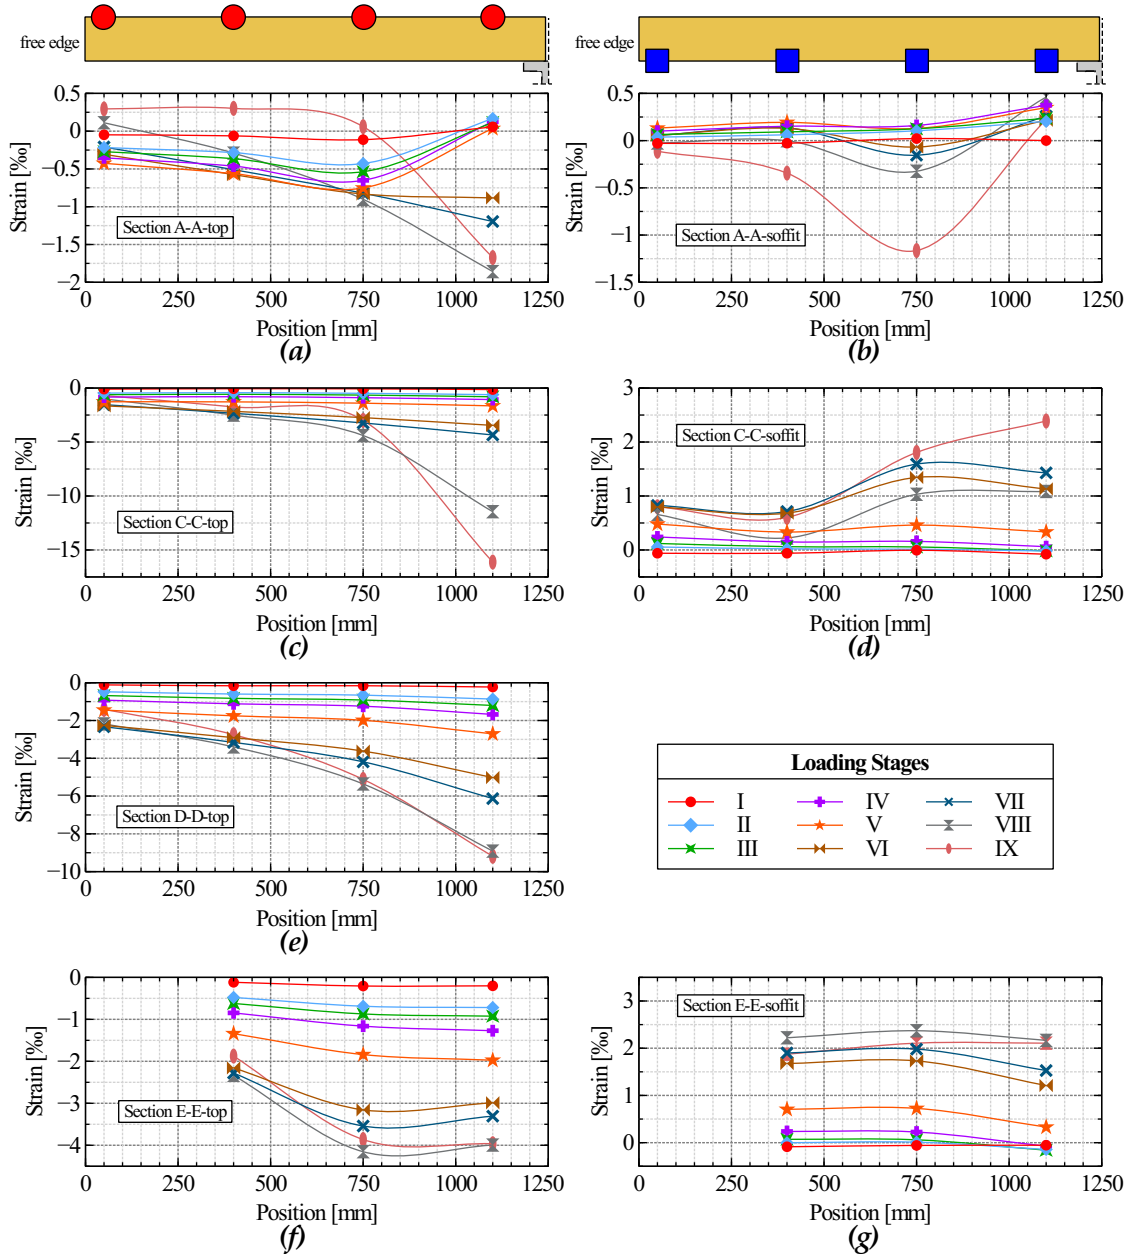 free edge
free edge
0.5
0
−0.5
−1
−1.5
−2
Strain [‰]
Section A-A-top
0 250 500 750 1000 1250
Position [mm]
(a)
0.5
0
−0.5
−1
−1.5
Strain [‰]
Section A-A-soffit
0 250 500 750 1000 1250
Position [mm]
(b)
0
−5
−10
−15
Strain [‰]
Section C-C-top
0 250 500 750 1000 1250
Position [mm]
(c)
3
2
1
0
Strain [‰]
Section C-C-soffit
0 250 500 750 1000 1250
Position [mm]
(d)
0
−2
−4
−6
−8
−10
Strain [‰]
Section D-D-top
0 250 500 750 1000 1250
Position [mm]
(e)
Loading Stages
I IV VII
II V VIII
III VI IX
0
−1
−2
−3
−4
Strain [‰]
Section E-E-top
0 250 500 750 1000 1250
Position [mm]
(f)
3
2
1
0
Strain [‰]
Section E-E-soffit
0 250 500 750 1000 1250
Position [mm]
(g)